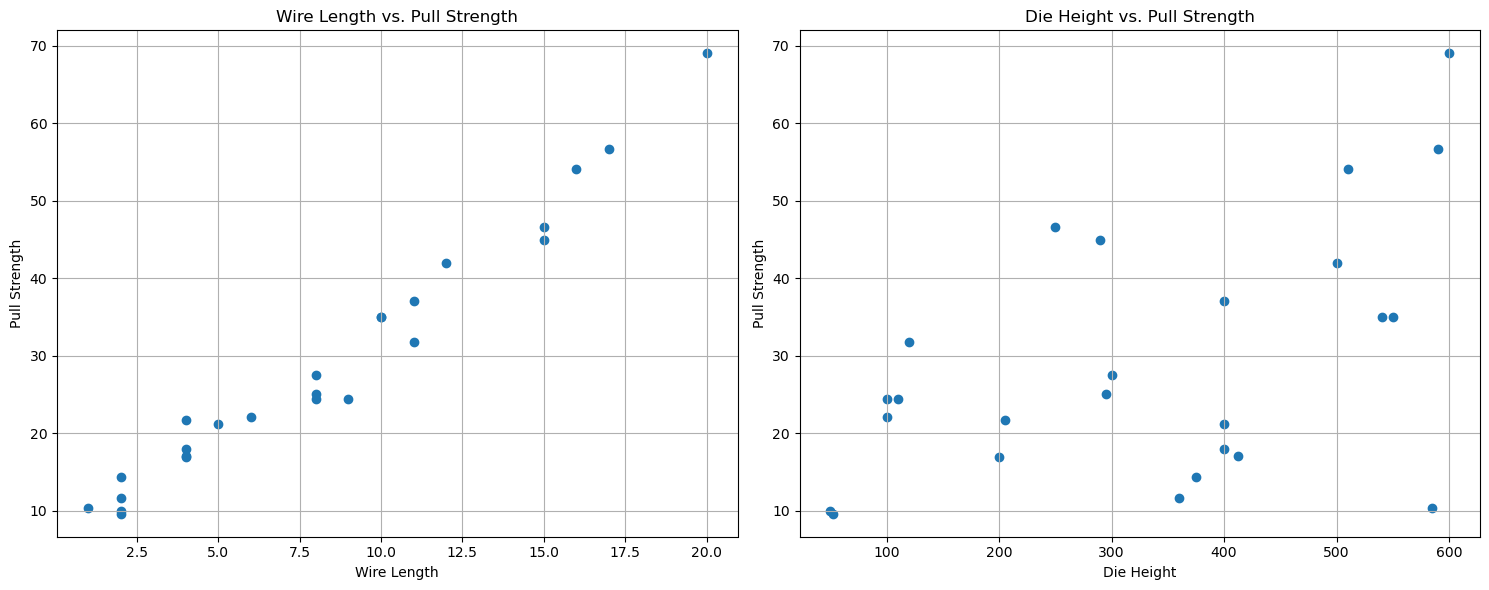 Wire Length vs. Pull Strength
70
60
50
40
30
20
10
Pull Strength
2.5 5.0 7.5 10.0 12.5 15.0 17.5 20.0
Wire Length
Die Height vs. Pull Strength
70
60
50
40
30
20
10
Pull Strength
100 200 300 400 500 600
Die Height